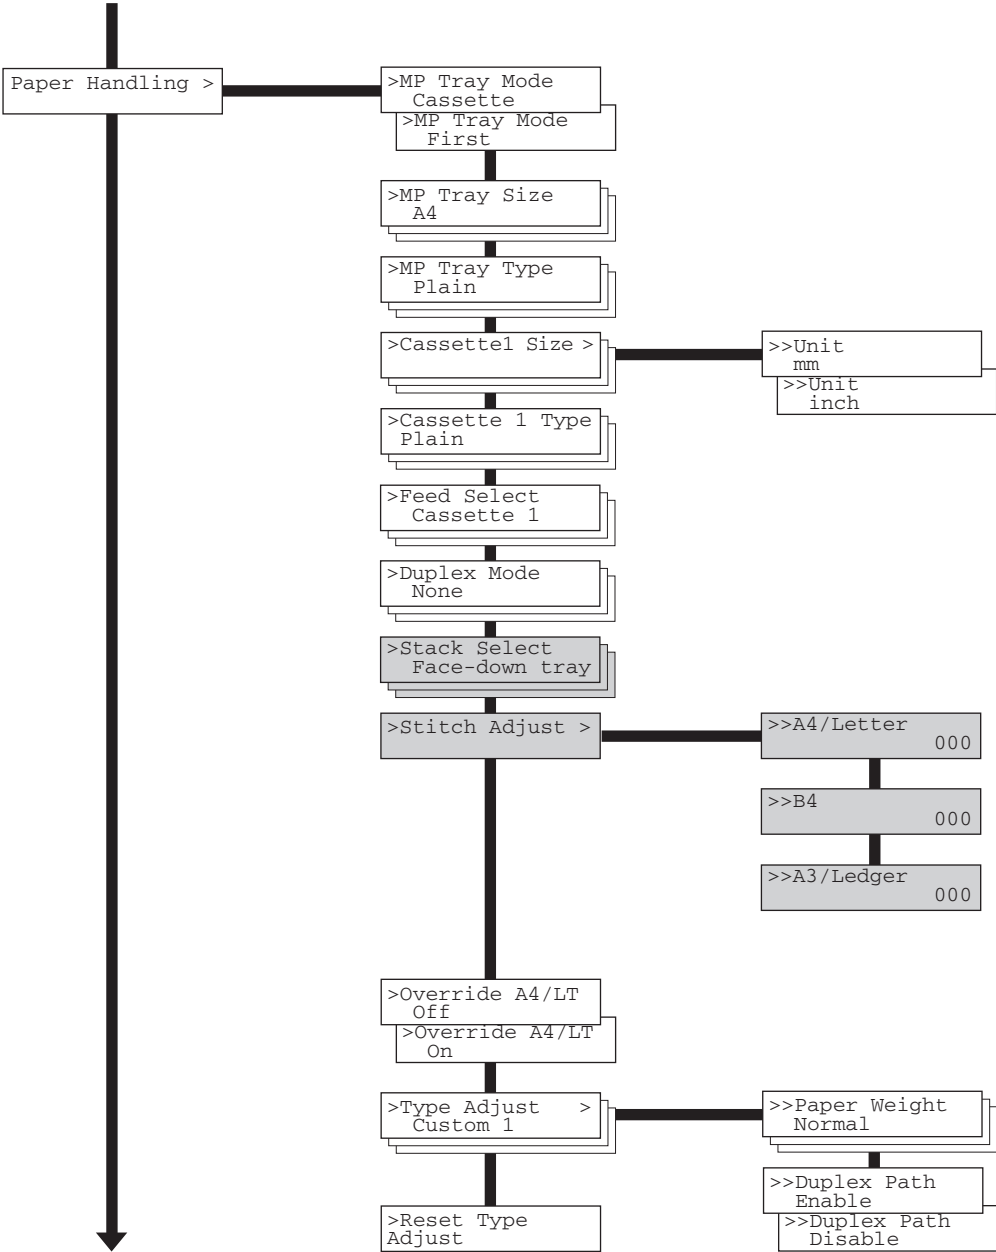 Paper Handling >
>MP Tray Mode
Cassette
>MP Tray Mode
First
>MP Tray Size
A4
>MP Tray Type
Plain
>Cassette1 Size >
>>Unit
mm
>>Unit
inch
>Cassette 1 Type
Plain
>Feed Select
Cassette 1
>Duplex Mode
None
>Stack Select
Face-down tray
>Stitch Adjust >
>>A4/Letter
000
>>B4
000
>>A3/Ledger
000
>Override A4/LT
Off
>Override A4/LT
On
>Type Adjust >
Custom 1
>>Paper Weight
Normal
>>Duplex Path
Enable
>>Duplex Path
Disable
>Reset Type
Adjust